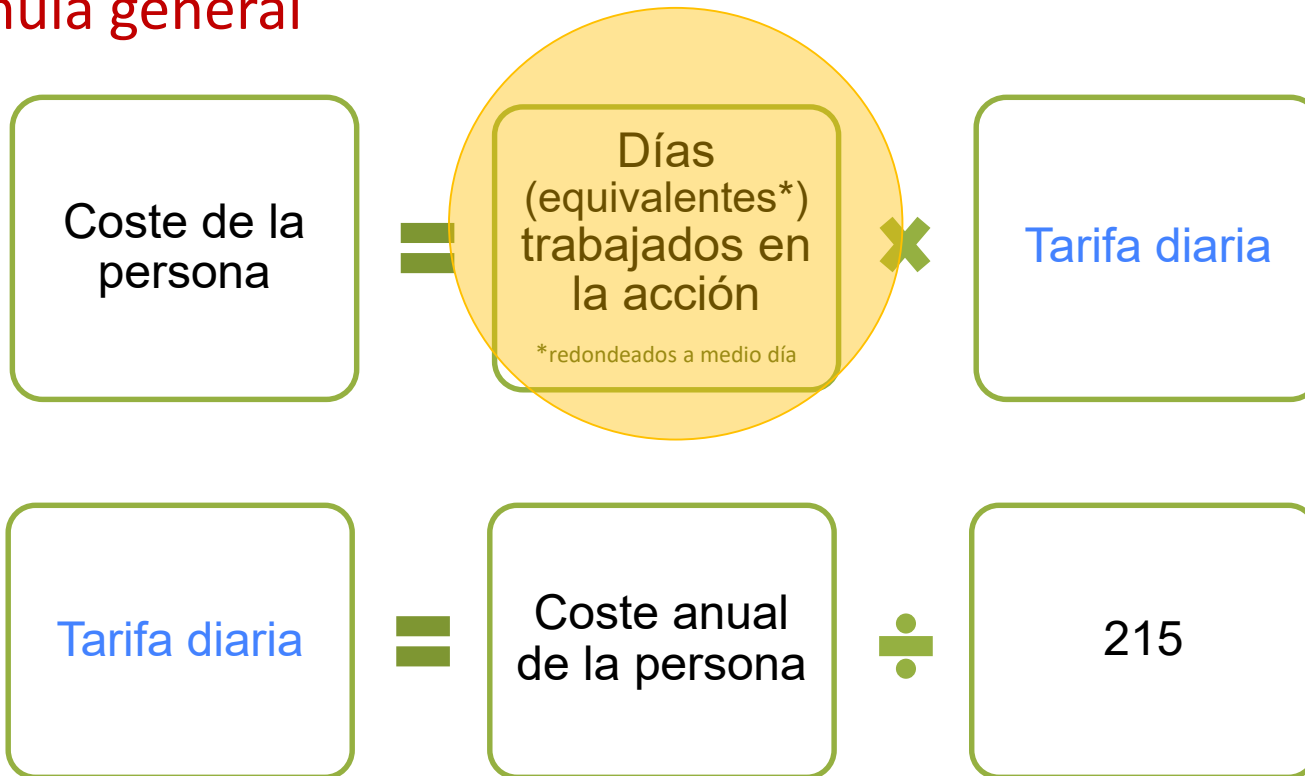 general
Coste de la
persona
=
Días
(equivalentes*)
trabajados en
la acción
*redondeados a medio día
×
Tarifa diaria
Tarifa diaria
=
Coste anual
de la persona
÷
215